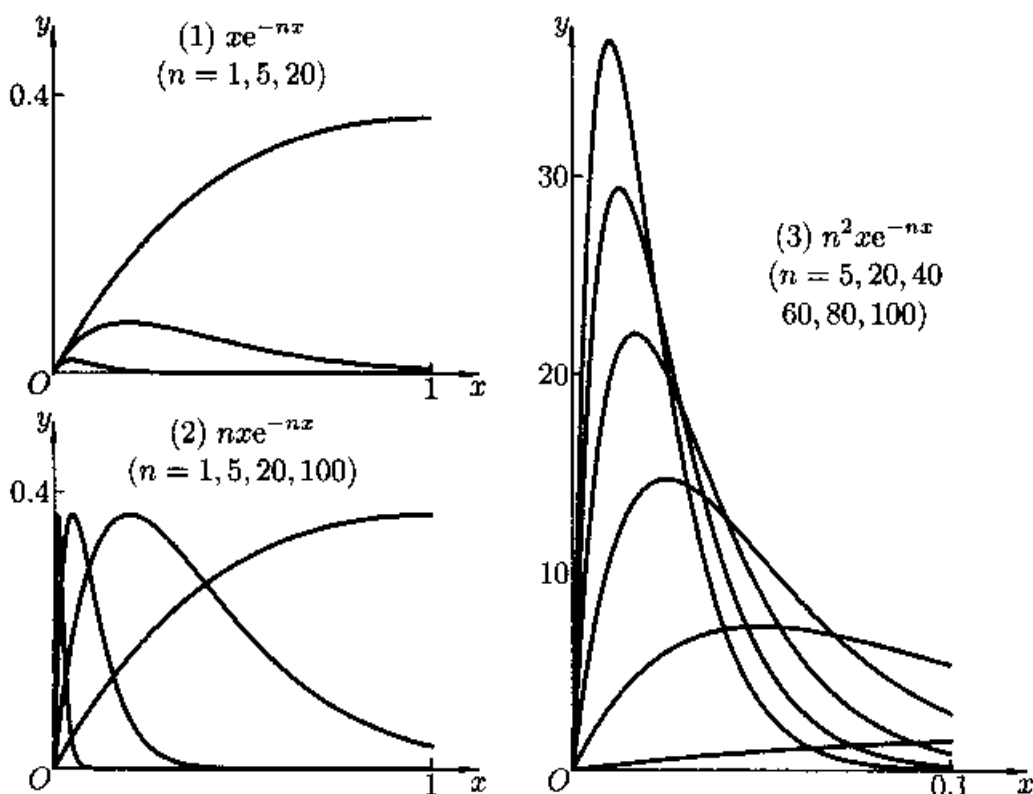 y
(1) xe^{-nx}
(n = 1, 5, 20)
0.4
O
1
x
y
(2) nxe^{-nx}
(n = 1, 5, 20, 100)
0.4
O
1
x
y
30
(3) n^2xe^{-nx}
(n = 5, 20, 40
60, 80, 100)
20
10
O
0.3
x